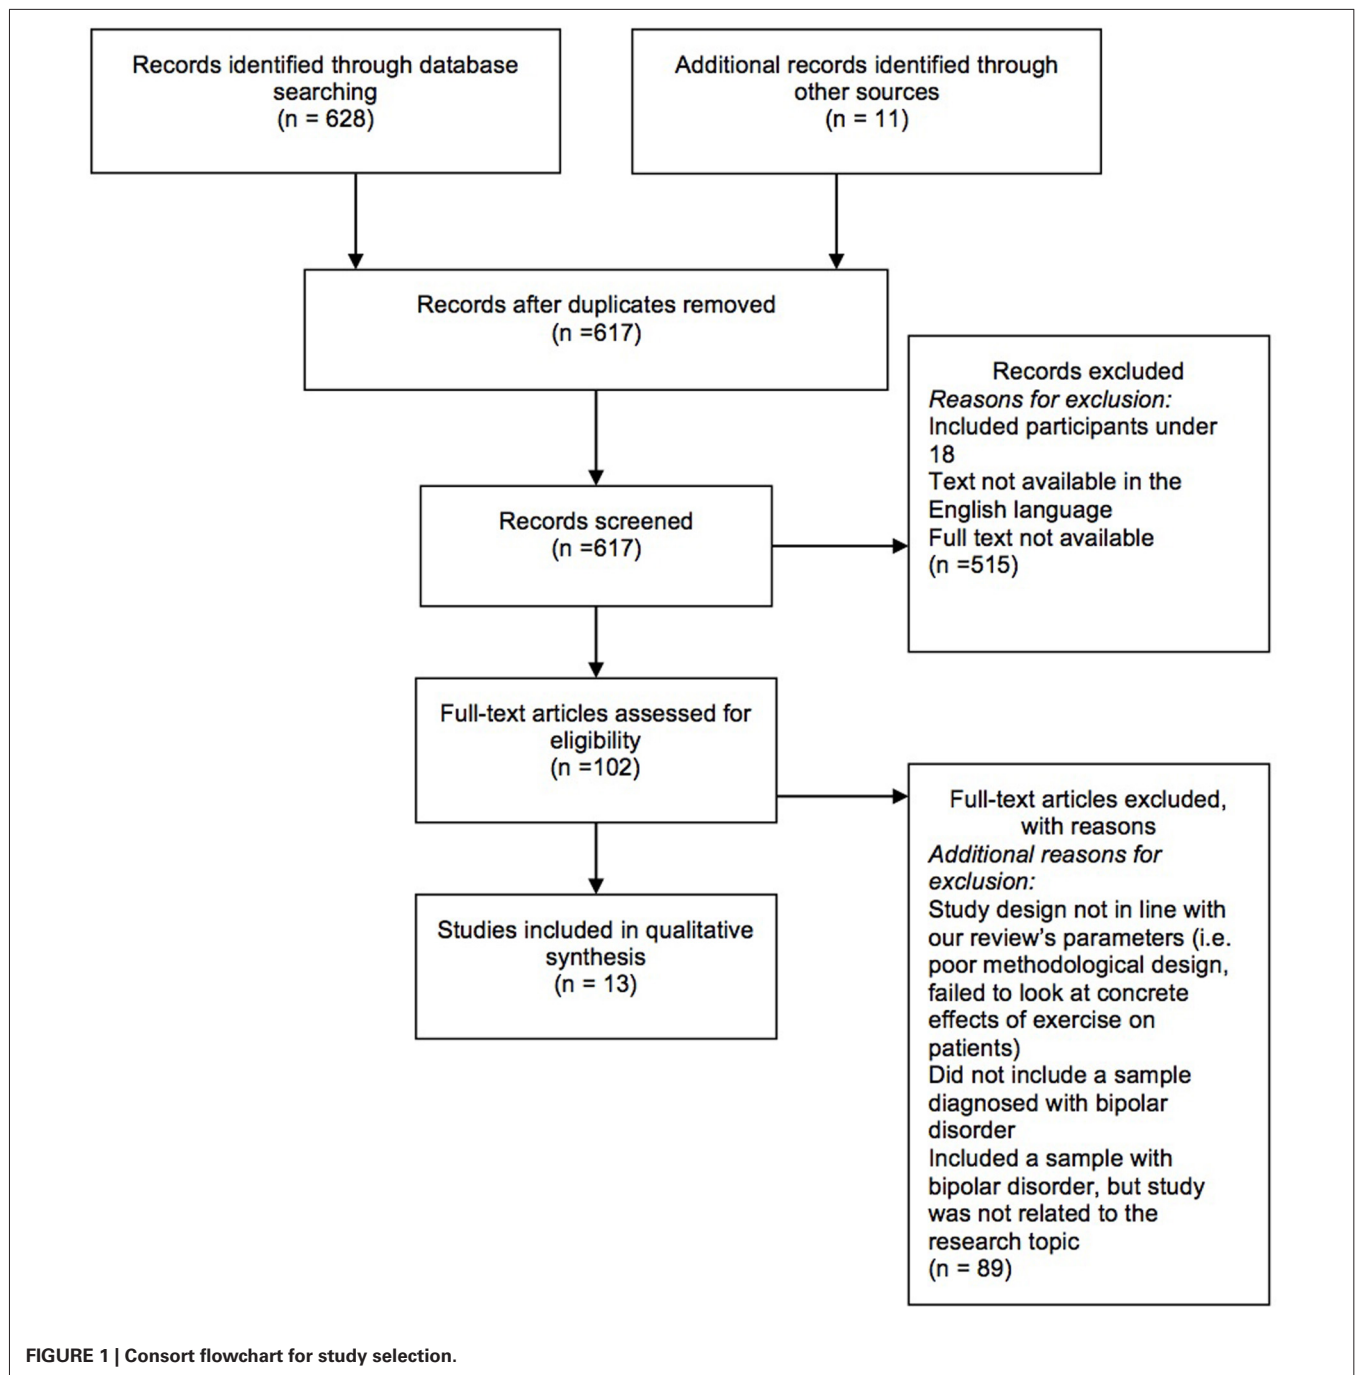 Records identified through database
searching
(n = 628)
Additional records identified through
other sources
(n = 11)
Records after duplicates removed
(n =617)
Records screened
(n =617)
Records excluded
Reasons for exclusion:
Included participants under
18
Text not available in the
English language
Full text not available
(n =515)
Full-text articles assessed for
eligibility
(n =102)
Full-text articles excluded,
with reasons
Additional reasons for
exclusion:
Study design not in line with
our review's parameters (i.e.
poor methodological design,
failed to look at concrete
effects of exercise on
patients)
Did not include a sample
diagnosed with bipolar
disorder
Included a sample with
bipolar disorder, but study
was not related to the
research topic
(n = 89)
Studies included in qualitative
synthesis
(n = 13)
FIGURE 1 | Consort flowchart for study selection.